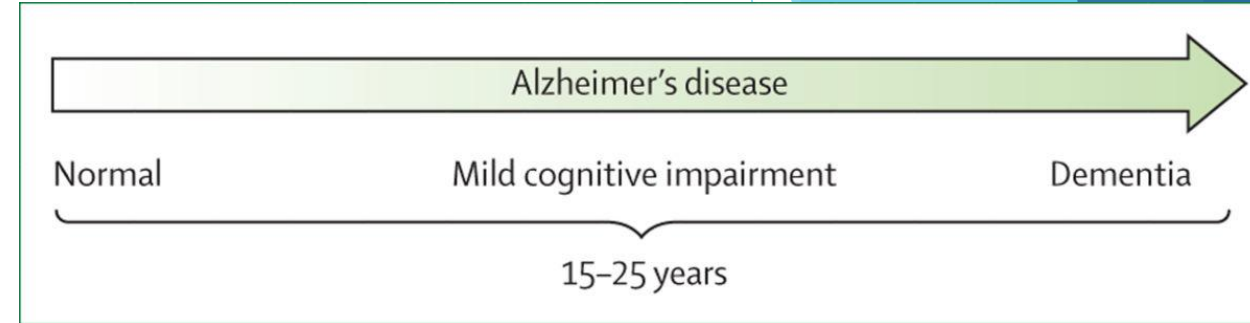 Alzheimer’s disease
Normal Mild cognitive impairment Dementia
15–25 years